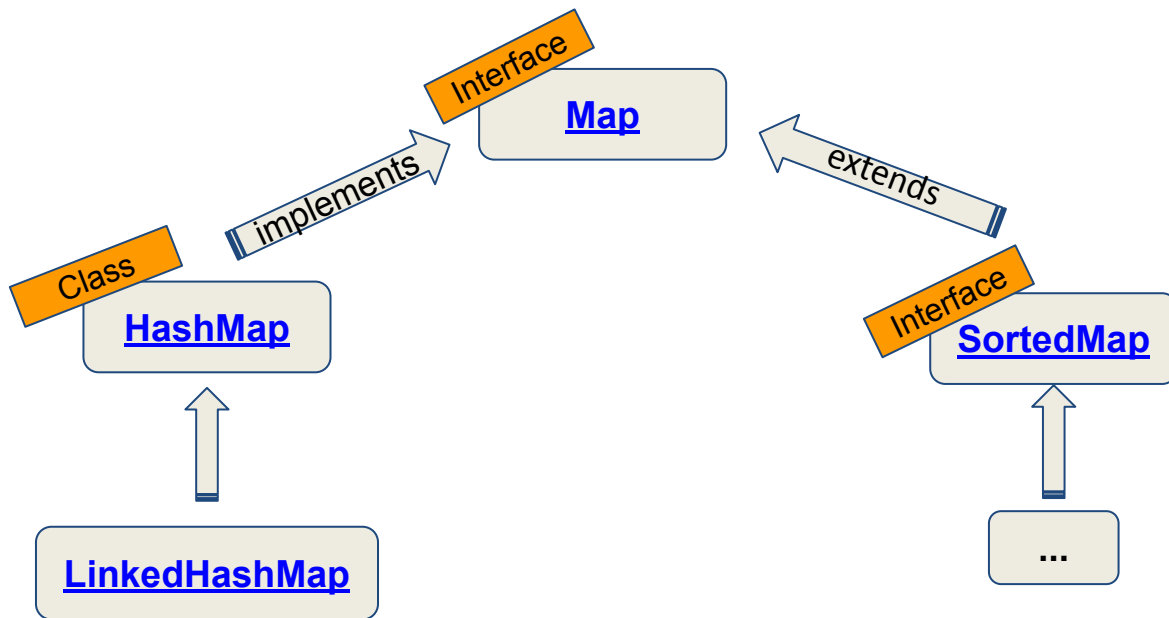 Interface
Map
implements
extends
Class
HashMap
Interface
SortedMap
LinkedHashMap
...